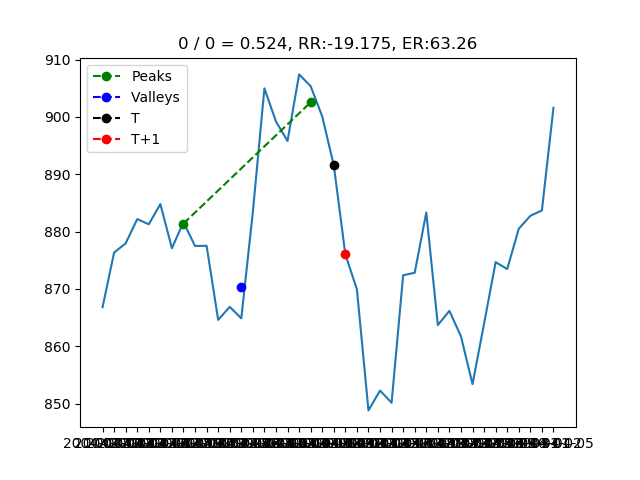 0 / 0 = 0.524, RR:-19.175, ER:63.26
910
900
890
880
870
860
850
Peaks
Valleys
T
T+1